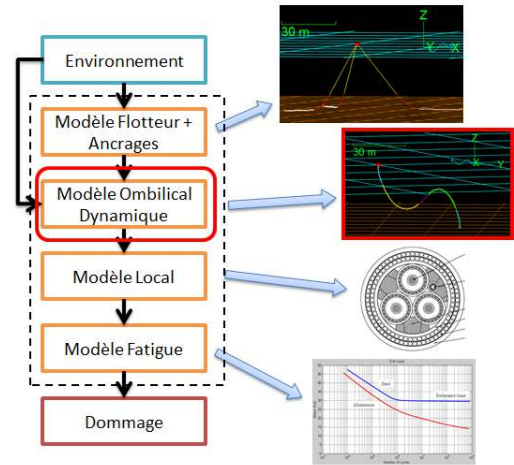 Environnement
Modèle Flotteur +
Ancrages
Modèle Ombilical
Dynamique
Modèle Local
Modèle Fatigue
Dommage
30 m
Z
Y
X
30 m
Z
X
Y
Steel
Aluminium
Endurance limit